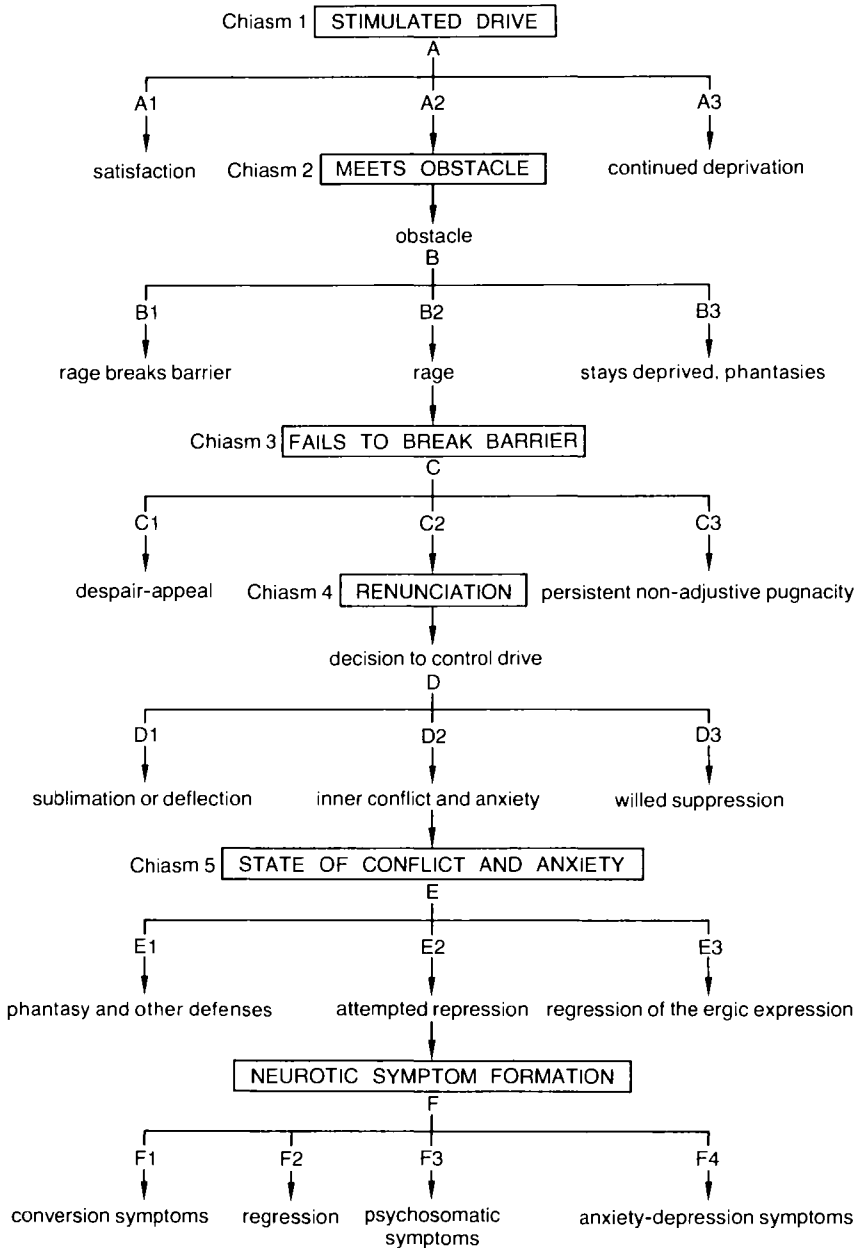 Chiasm 1 STIMULATED DRIVE
A
A1 A2 A3
satisfaction Chiasm 2 MEETS OBSTACLE continued deprivation
obstacle
B
B1 B2 B3
rage breaks barrier rage stays deprived, phantasies
Chiasm 3 FAILS TO BREAK BARRIER
C
C1 C2 C3
despair-appeal Chiasm 4 RENUNCIATION persistent non-adjustive pugnacity
decision to control drive
D
D1 D2 D3
sublimation or deflection inner conflict and anxiety willed suppression
Chiasm 5 STATE OF CONFLICT AND ANXIETY
E
E1 E2 E3
phantasy and other defenses attempted repression regression of the ergic expression
NEUROTIC SYMPTOM FORMATION
F
F1 F2 F3 F4
conversion symptoms regression psychosomatic anxiety-depression symptoms
symptoms